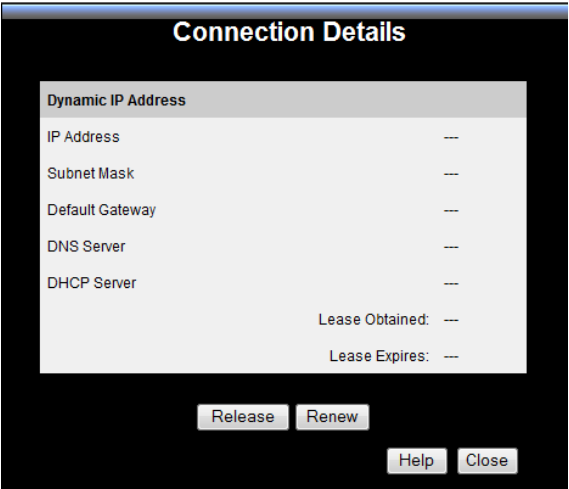 Connection Details
Dynamic IP Address
IP Address ---
Subnet Mask ---
Default Gateway ---
DNS Server ---
DHCP Server ---
Lease Obtained: ---
Lease Expires: ---
Release Renew
Help Close